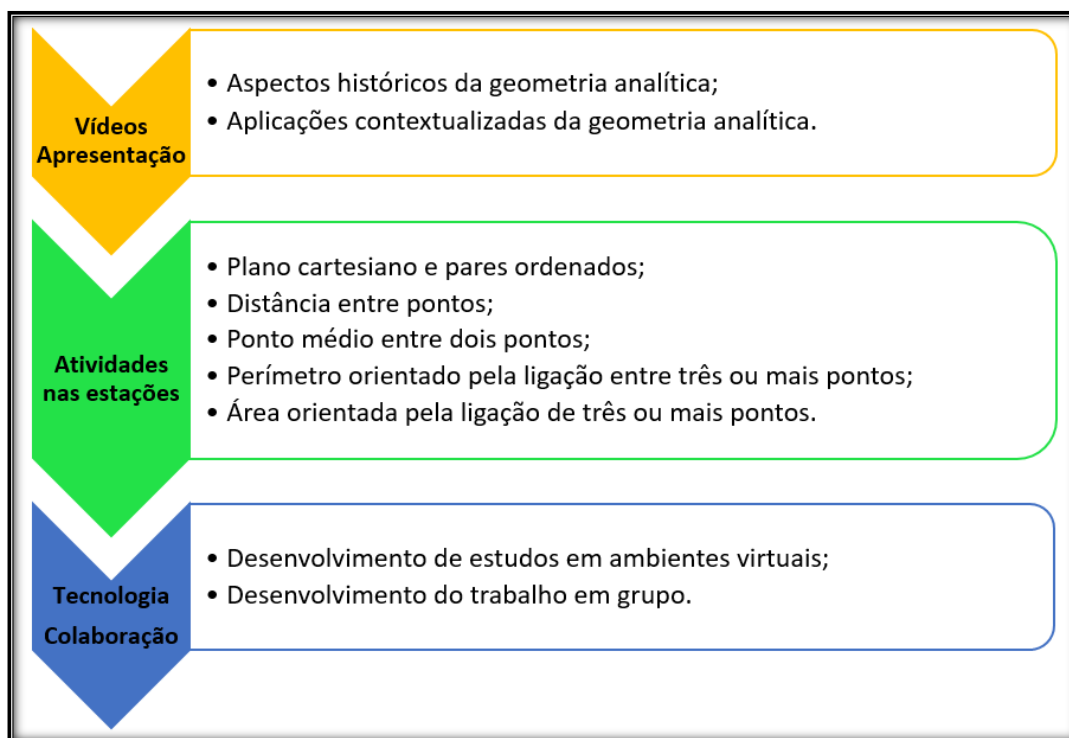 Vídeos
Apresentação
• Aspectos históricos da geometria analítica;
• Aplicações contextualizadas da geometria analítica.
Atividades
nas estações
• Plano cartesiano e pares ordenados;
• Distância entre pontos;
• Ponto médio entre dois pontos;
• Perímetro orientado pela ligação entre três ou mais pontos;
• Área orientada pela ligação de três ou mais pontos.
Tecnologia
Colaboração
• Desenvolvimento de estudos em ambientes virtuais;
• Desenvolvimento do trabalho em grupo.